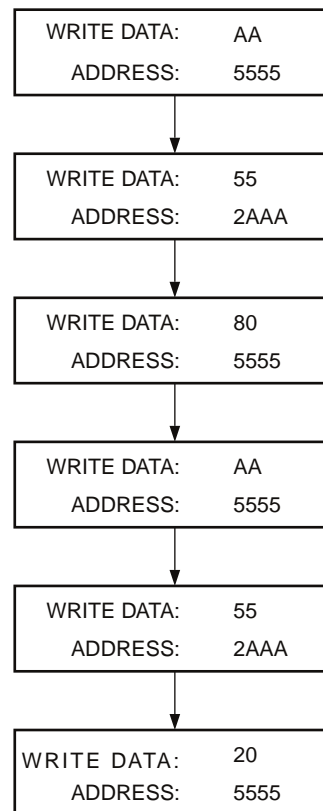 WRITE DATA: AA
ADDRESS: 5555
WRITE DATA: 55
ADDRESS: 2AAA
WRITE DATA: 80
ADDRESS: 5555
WRITE DATA: AA
ADDRESS: 5555
WRITE DATA: 55
ADDRESS: 2AAA
WRITE DATA: 20
ADDRESS: 5555